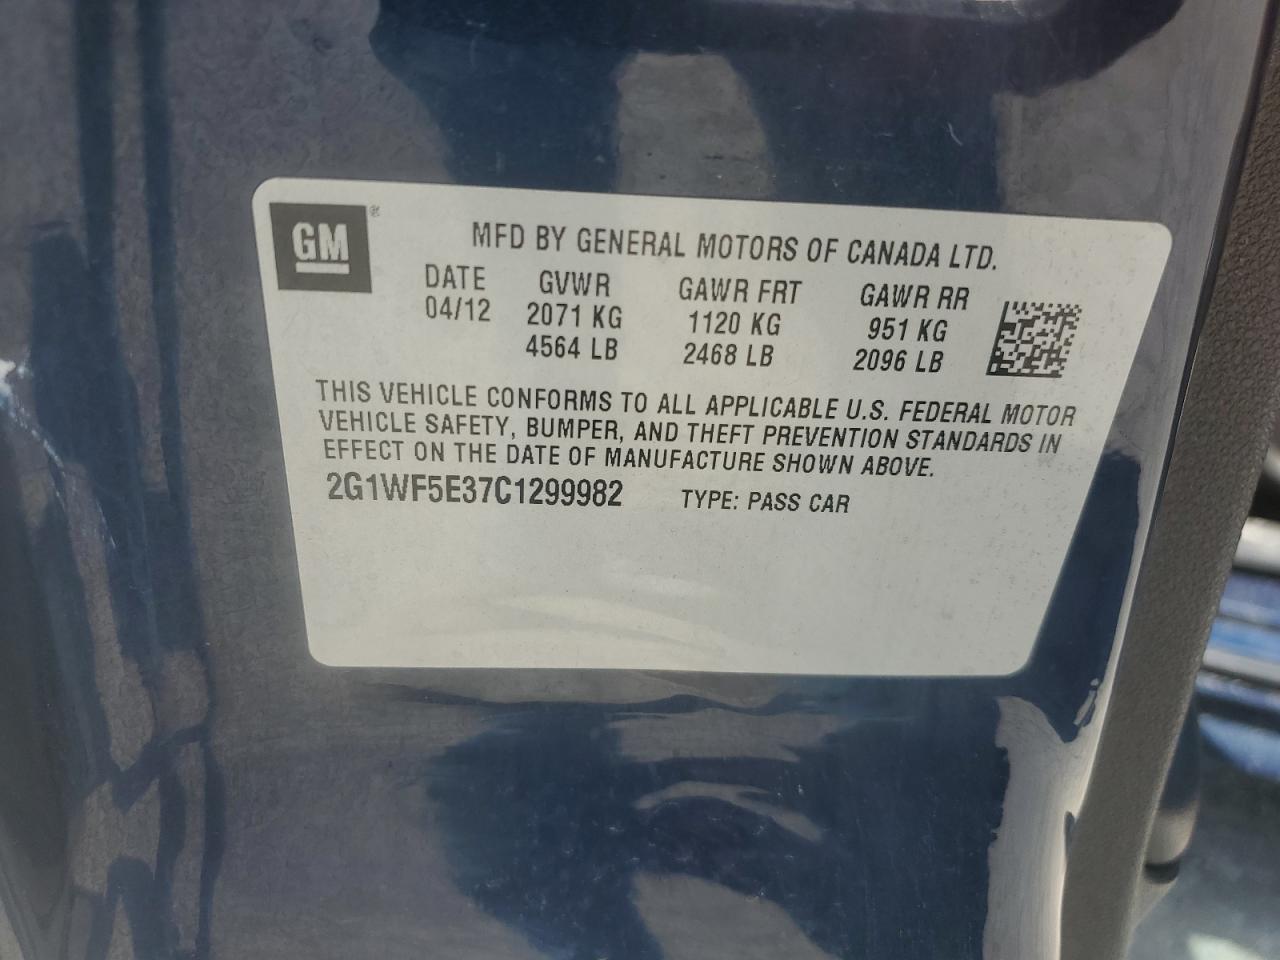 GM®
MFD BY GENERAL MOTORS OF CANADA LTD.
DATE GVWR GAWR FRT GAWR RR
04/12 2071 KG 1120 KG 951 KG
4564 LB 2468 LB 2096 LB
THIS VEHICLE CONFORMS TO ALL APPLICABLE U.S. FEDERAL MOTOR
VEHICLE SAFETY, BUMPER, AND THEFT PREVENTION STANDARDS IN
EFFECT ON THE DATE OF MANUFACTURE SHOWN ABOVE.
2G1WF5E37C1299982 TYPE: PASS CAR